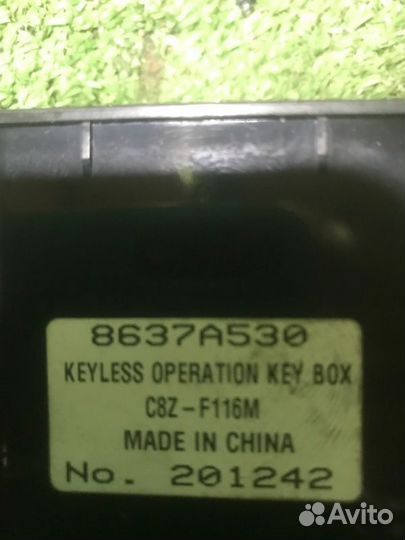 8637A530
KEYLESS OPERATION KEY BOX
C8Z-F116M
MADE IN CHINA
No. 201242
Avito